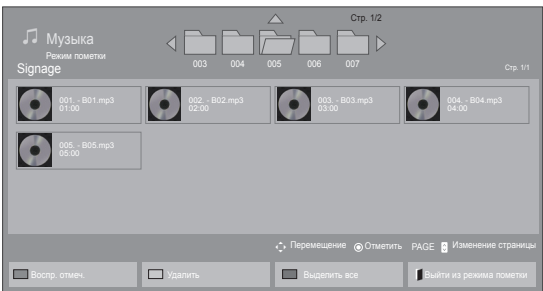 Стр. 1/2
Музыка
Режим пометки
003 004 005 006 007
Signage
Стр. 1/1
001. - B01.mp3 002. - B02.mp3 003. - B03.mp3 004. - B04.mp3
01:00 02:00 03:00 04:00
005. - B05.mp3
05:00
Перемещение Отметить PAGE Изменение страницы
Воспр. отмеч. Удалить Выделить все Выйти из режима пометки